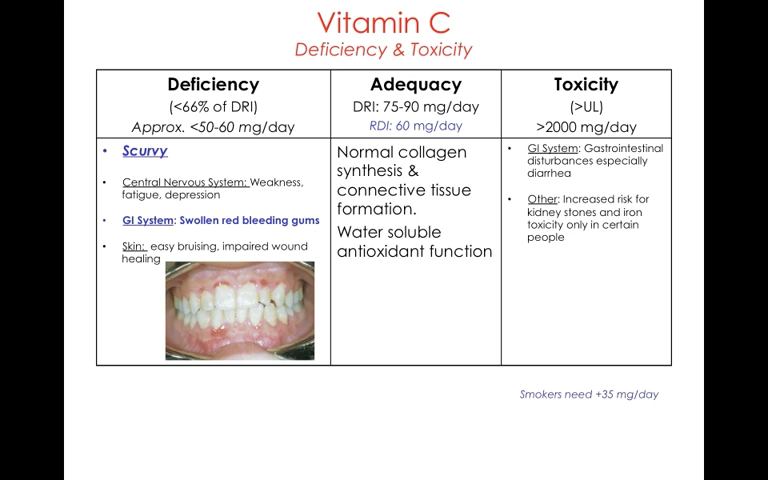 Vitamin C
Deficiency & Toxicity
Deficiency
(<66% of DRI)
Approx. <50-60 mg/day
• Scurvy
• Central Nervous System: Weakness,
fatigue, depression
• GI System: Swollen red bleeding gums
• Skin: easy bruising, impaired wound
healing
Adequacy
DRI: 75-90 mg/day
RDI: 60 mg/day
Normal collagen
synthesis &
connective tissue
formation.
Water soluble
antioxidant function
Toxicity
(>UL)
>2000 mg/day
• GI System: Gastrointestinal
disturbances especially
diarrhea
• Other: Increased risk for
kidney stones and iron
toxicity only in certain
people
Smokers need +35 mg/day